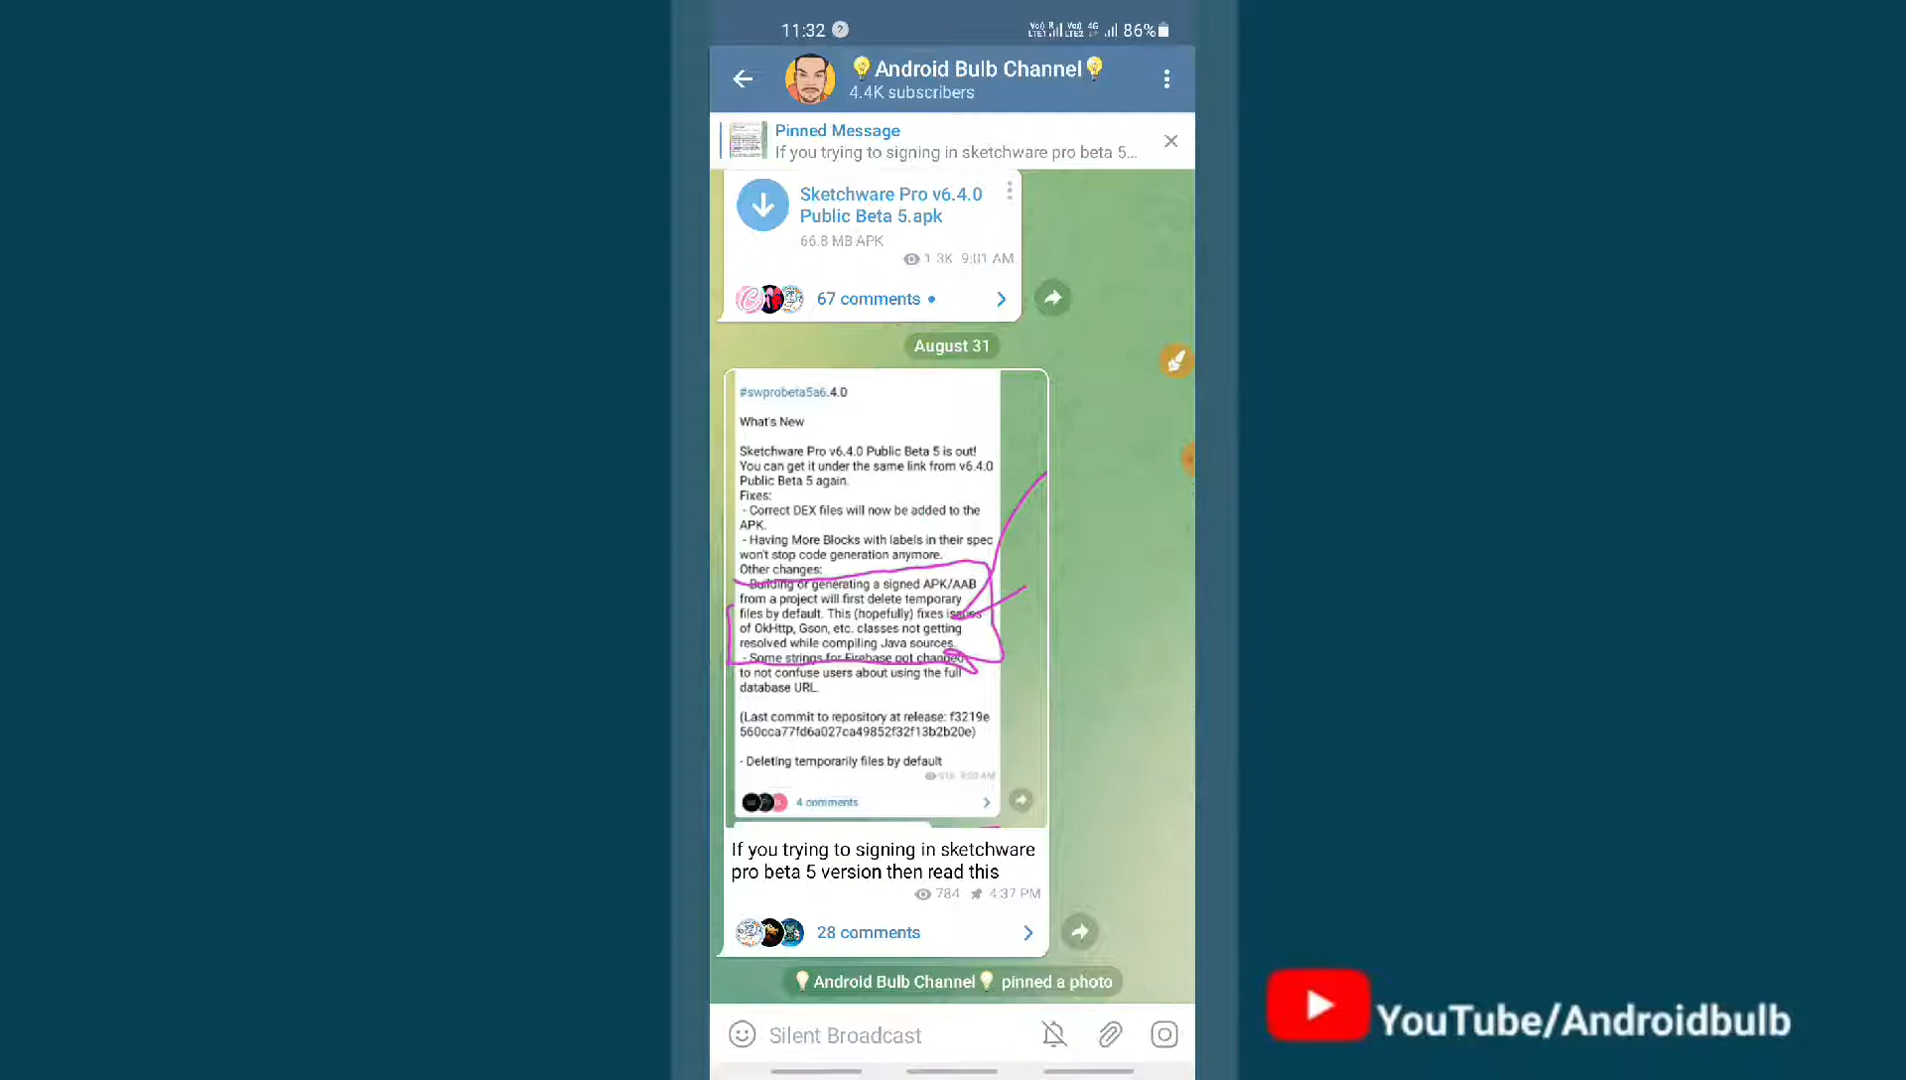 11:32
86%
💡Android Bulb Channel💡
4.4K subscribers
Pinned Message
If you trying to signing in sketchware pro beta 5...
Sketchware Pro v6.4.0
Public Beta 5.apk
66.8 MB APK
1.3K 9:01 AM
67 comments
August 31
#swprobeta5a6.4.0
What's New
Sketchware Pro v6.4.0 Public Beta 5 is out!
You can get it under the same link from v6.4.0
Public Beta 5 again.
Fixes:
- Correct DEX files will now be added to the
APK.
- Having More Blocks with labels in their spec
won't stop code generation anymore.
Other changes:
- Building or generating a signed APK/AAB
from a project will first delete temporary
files by default. This (hopefully) fixes issues
of OkHttp, Gson, etc. classes not getting
resolved while compiling Java sources.
- Some strings for Firebase got changed
to not confuse users about using the full
database URL.
(Last commit to repository at release: f3219e
560cca77fd6a027ca49852f32f13b2b20e)
- Deleting temporarily files by default
4 comments
If you trying to signing in sketchware
pro beta 5 version then read this
784 4:37 PM
28 comments
💡Android Bulb Channel💡 pinned a photo
Silent Broadcast
YouTube/Androidbulb